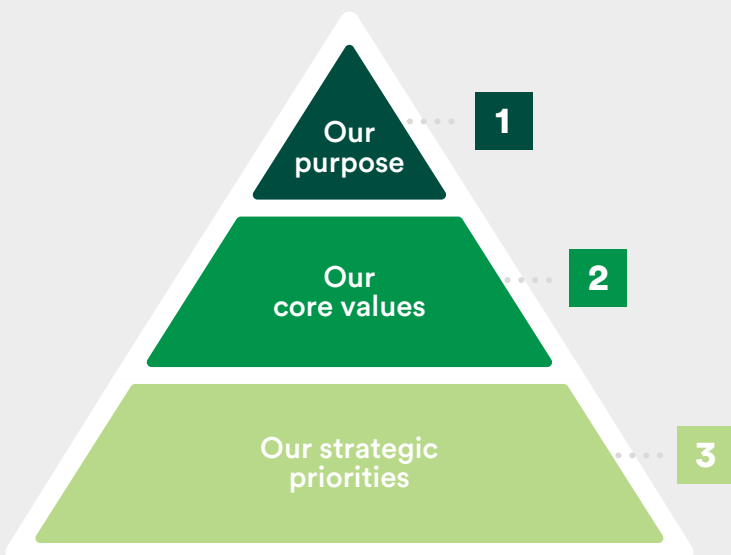 Our
purpose
1
Our
core values
2
Our strategic
priorities
3